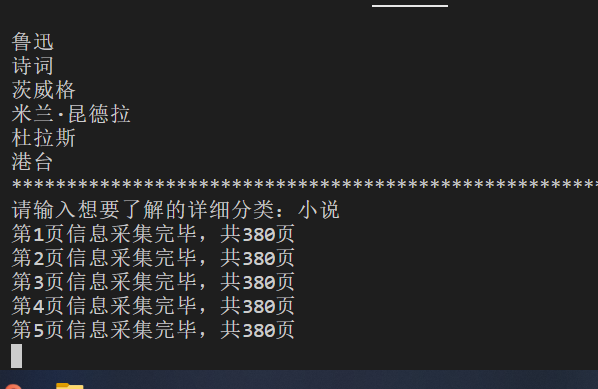 鲁迅
诗词
茨威格
米兰·昆德拉
杜拉斯
港台
******************************************************
请输入想要了解的详细分类：小说
第1页信息采集完毕，共380页
第2页信息采集完毕，共380页
第3页信息采集完毕，共380页
第4页信息采集完毕，共380页
第5页信息采集完毕，共380页